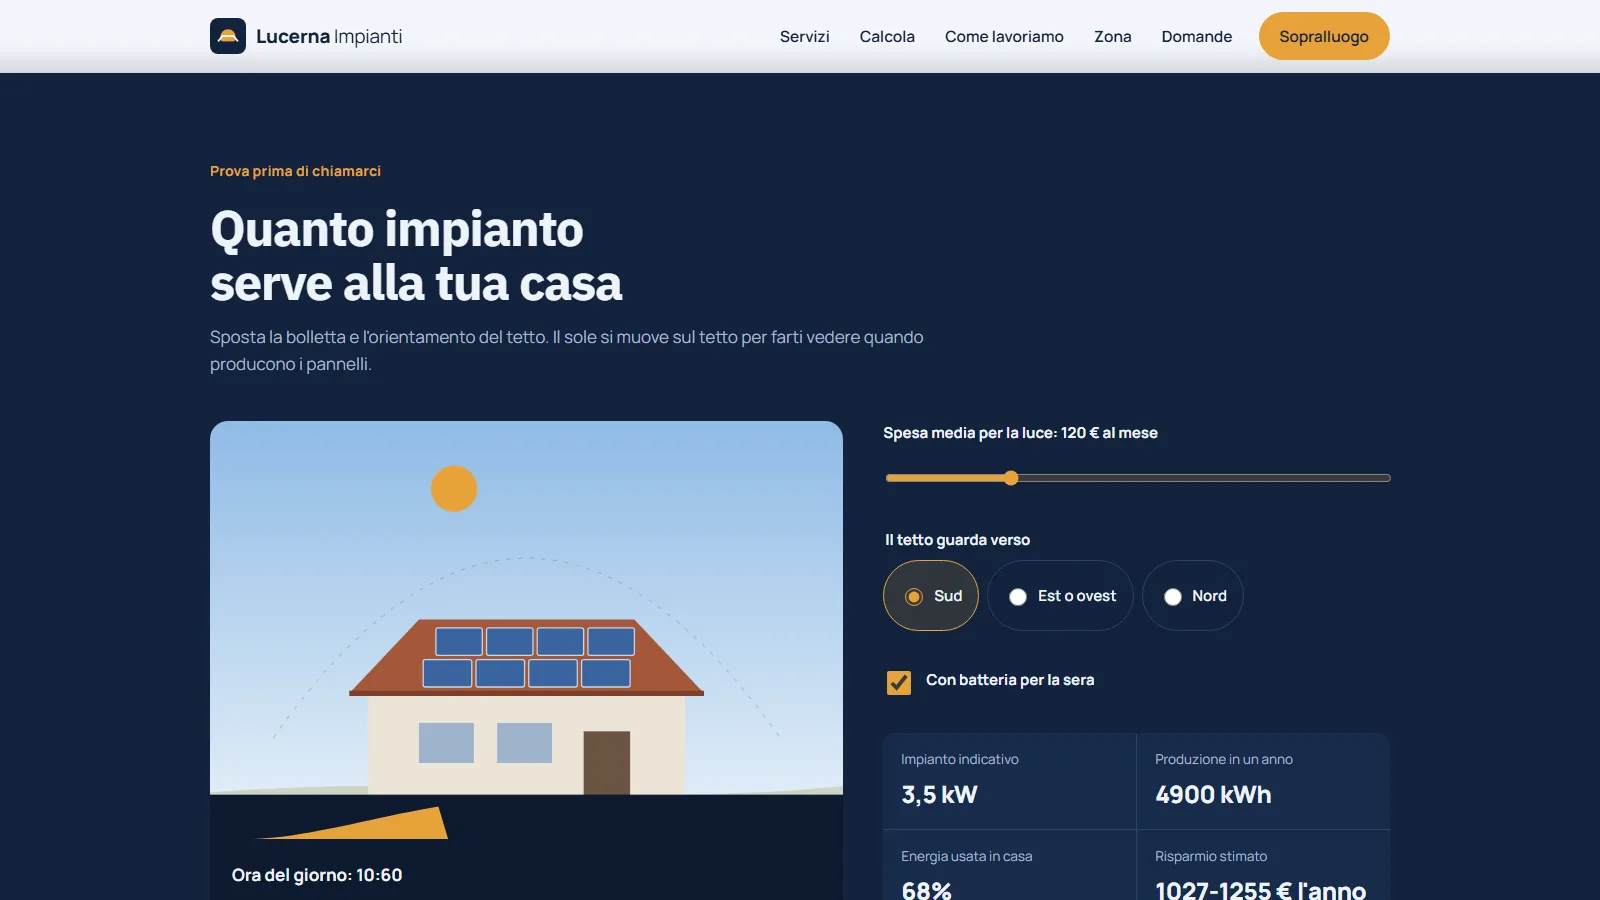 Lucerna Impianti
Servizi
Calcola
Come lavoriamo
Zona
Domande
Sopralluogo
Prova prima di chiamarci
Quanto impianto
serve alla tua casa
Sposta la bolletta e l'orientamento del tetto. Il sole si muove sul tetto per farti vedere quando
producono i pannelli.
Ora del giorno: 10:60
Spesa media per la luce: 120 € al mese
Il tetto guarda verso
Sud
Est o ovest
Nord
Con batteria per la sera
Impianto indicativo
3,5 kW
Produzione in un anno
4900 kWh
Energia usata in casa
68%
Risparmio stimato
1027-1255 € l'anno